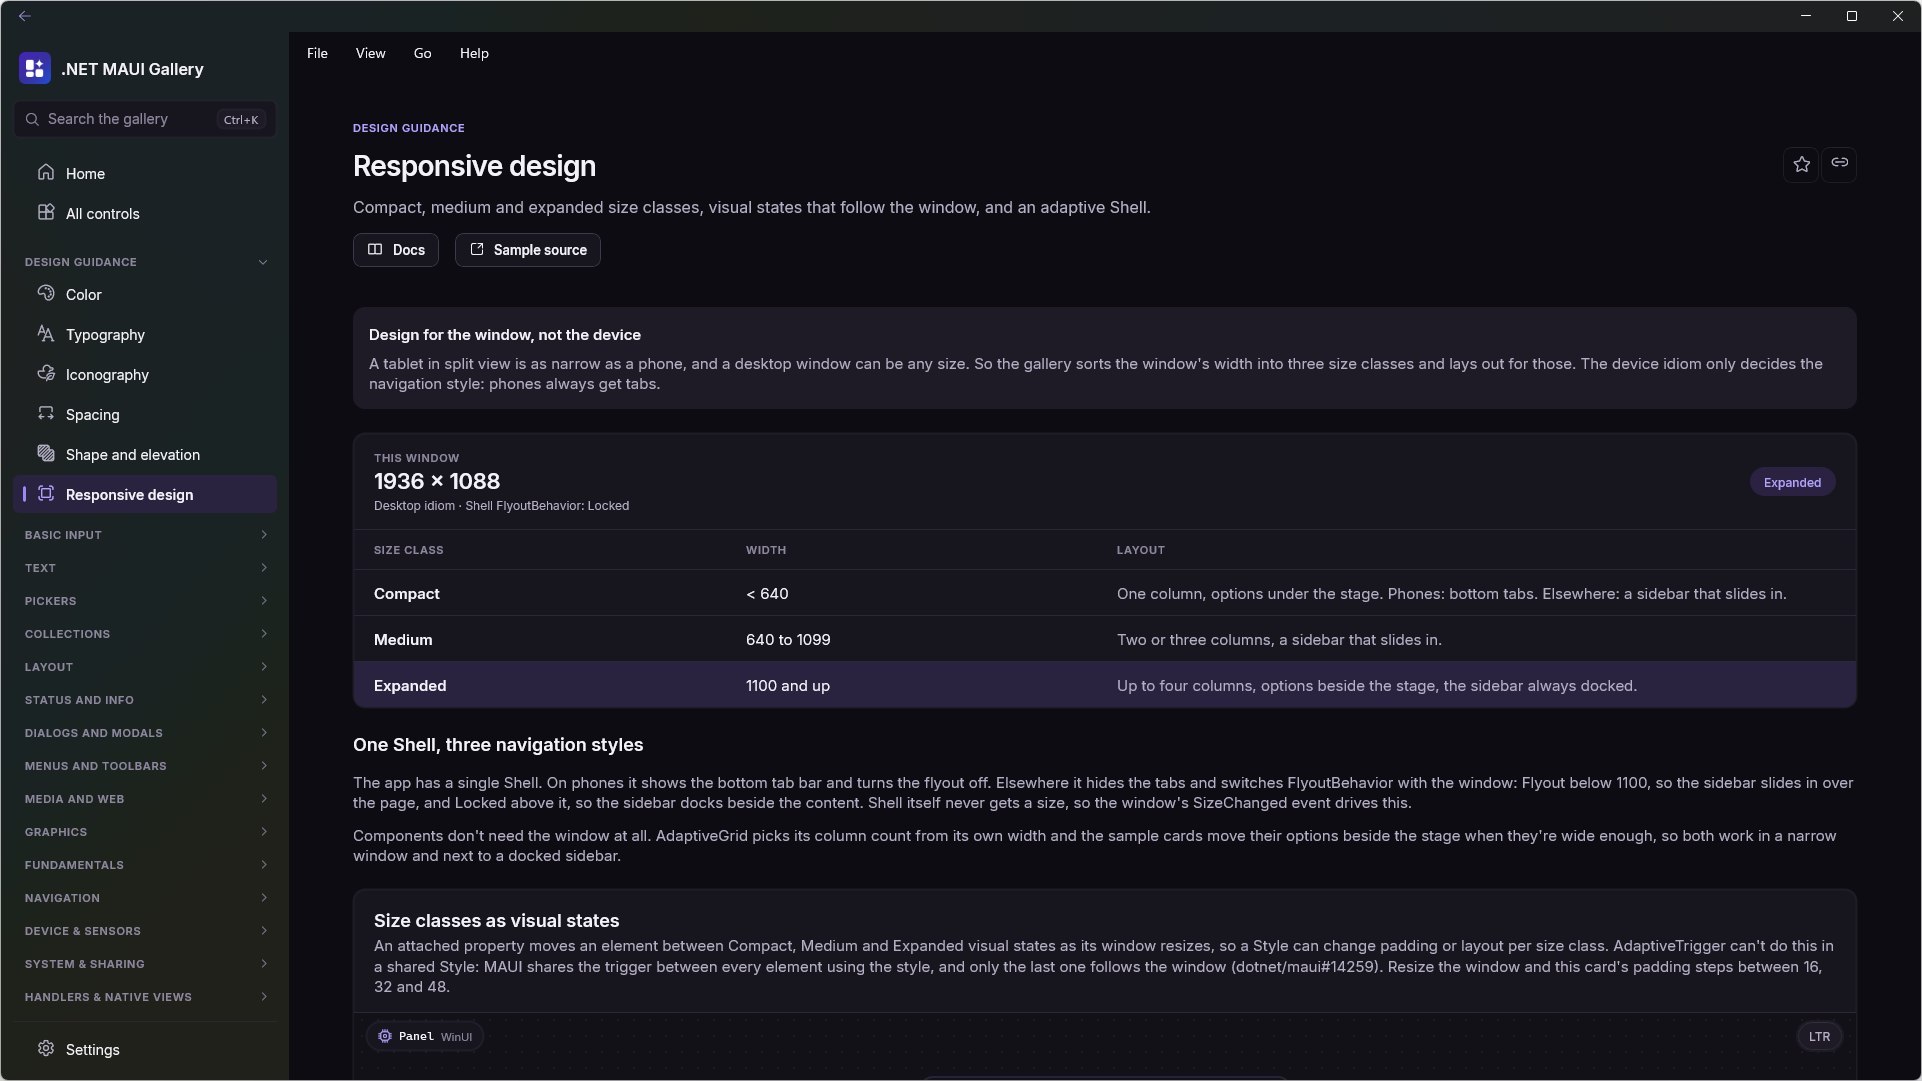 .NET MAUI Gallery
Search the gallery
Ctrl+K
Home
All controls
DESIGN GUIDANCE
Color
Typography
Iconography
Spacing
Shape and elevation
Responsive design
BASIC INPUT
TEXT
PICKERS
COLLECTIONS
LAYOUT
STATUS AND INFO
DIALOGS AND MODALS
MENUS AND TOOLBARS
MEDIA AND WEB
GRAPHICS
FUNDAMENTALS
NAVIGATION
DEVICE & SENSORS
SYSTEM & SHARING
HANDLERS & NATIVE VIEWS
Settings
File View Go Help
DESIGN GUIDANCE
Responsive design
Compact, medium and expanded size classes, visual states that follow the window, and an adaptive Shell.
Docs
Sample source
Design for the window, not the device
A tablet in split view is as narrow as a phone, and a desktop window can be any size. So the gallery sorts the window's width into three size classes and lays out for those. The device idiom only decides the
navigation style: phones always get tabs.
THIS WINDOW
1936 × 1088
Desktop idiom · Shell FlyoutBehavior: Locked
Expanded
SIZE CLASS WIDTH LAYOUT
Compact < 640 One column, options under the stage. Phones: bottom tabs. Elsewhere: a sidebar that slides in.
Medium 640 to 1099 Two or three columns, a sidebar that slides in.
Expanded 1100 and up Up to four columns, options beside the stage, the sidebar always docked.
One Shell, three navigation styles
The app has a single Shell. On phones it shows the bottom tab bar and turns the flyout off. Elsewhere it hides the tabs and switches FlyoutBehavior with the window: Flyout below 1100, so the sidebar slides in over
the page, and Locked above it, so the sidebar docks beside the content. Shell itself never gets a size, so the window's SizeChanged event drives this.
Components don't need the window at all. AdaptiveGrid picks its column count from its own width and the sample cards move their options beside the stage when they're wide enough, so both work in a narrow
window and next to a docked sidebar.
Size classes as visual states
An attached property moves an element between Compact, Medium and Expanded visual states as its window resizes, so a Style can change padding or layout per size class. AdaptiveTrigger can't do this in
a shared Style: MAUI shares the trigger between every element using the style, and only the last one follows the window (dotnet/maui#14259). Resize the window and this card's padding steps between 16,
32 and 48.
Panel WinUI
LTR